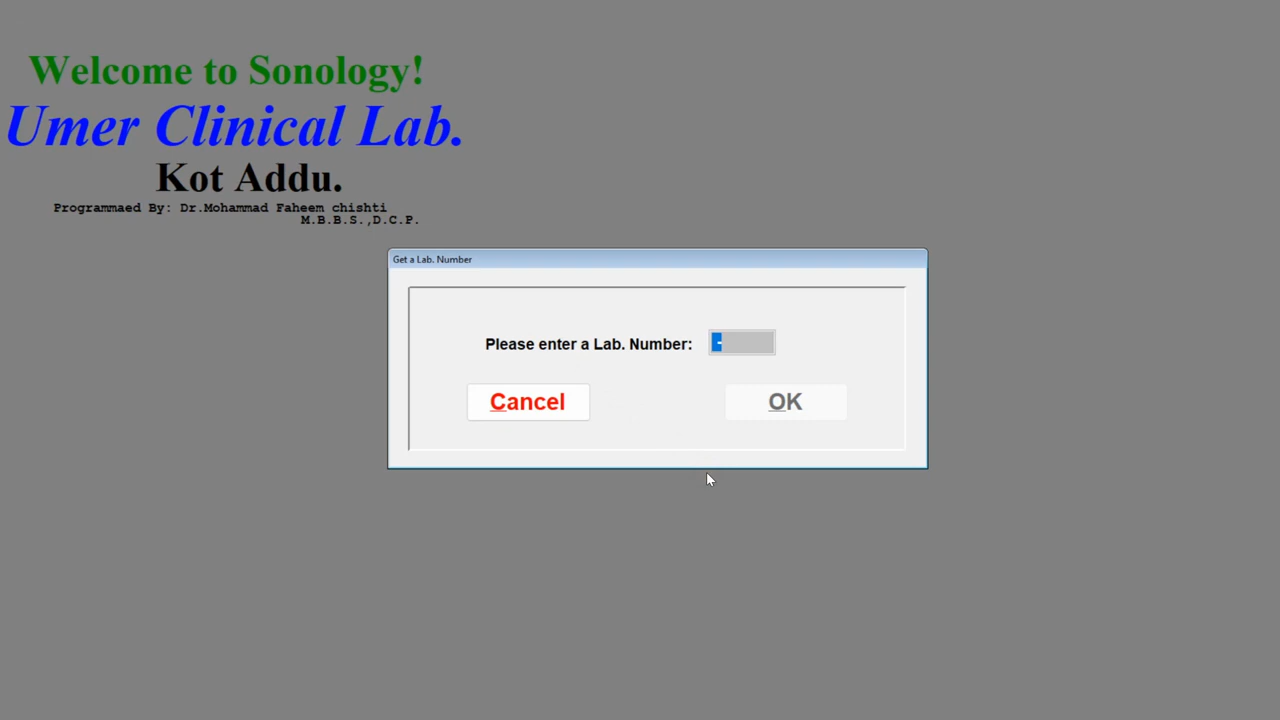 Welcome to Sonology!
Umer Clinical Lab.
Kot Addu.
Programmaed By: Dr.Mohammad Faheem chishti
M.B.B.S.,D.C.P.
Get a Lab. Number
Please enter a Lab. Number: -
Cancel OK